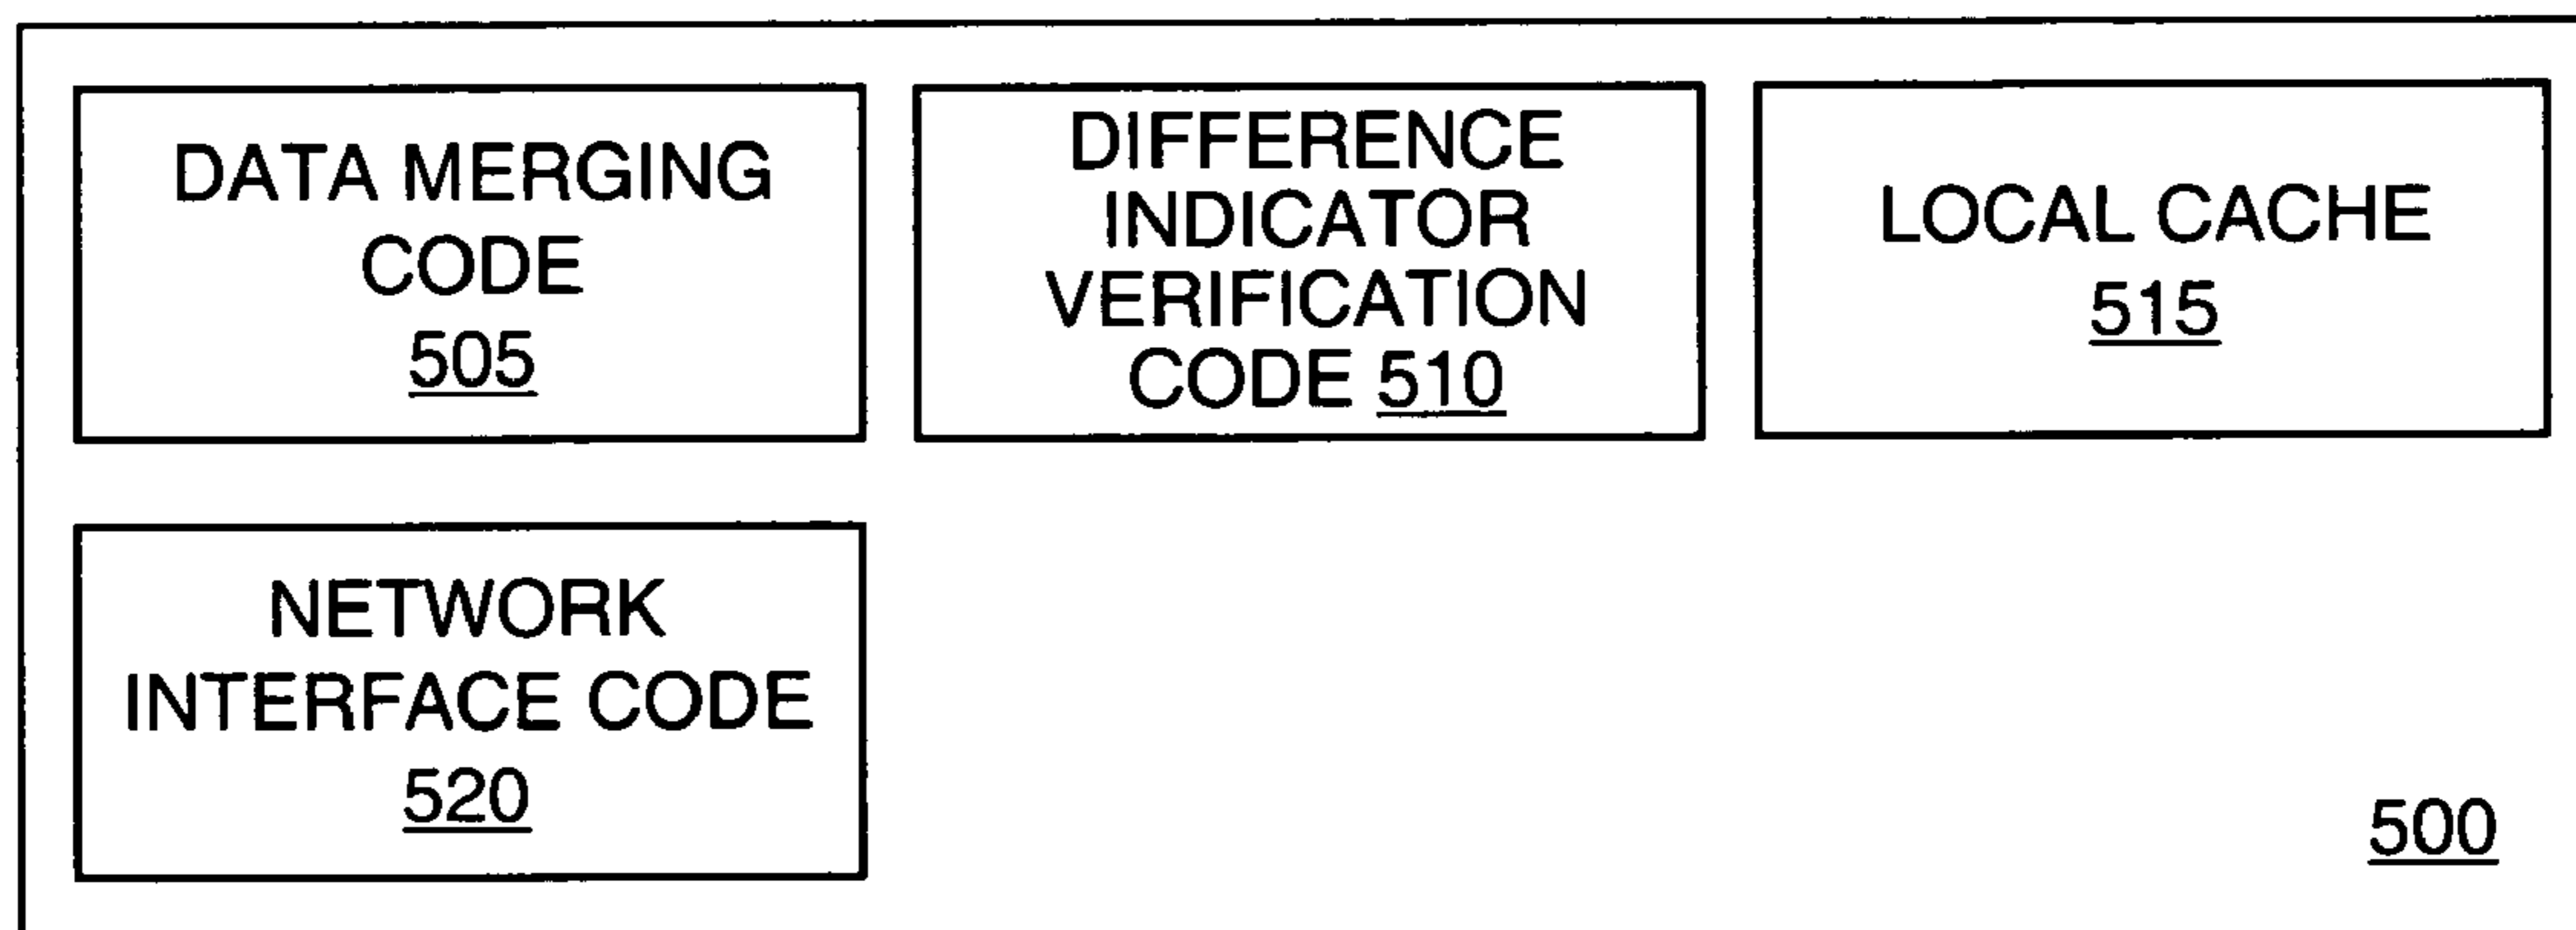 DATA MERGING
CODE
505
DIFFERENCE
INDICATOR
VERIFICATION
CODE 510
LOCAL CACHE
515
NETWORK
INTERFACE CODE
520
500